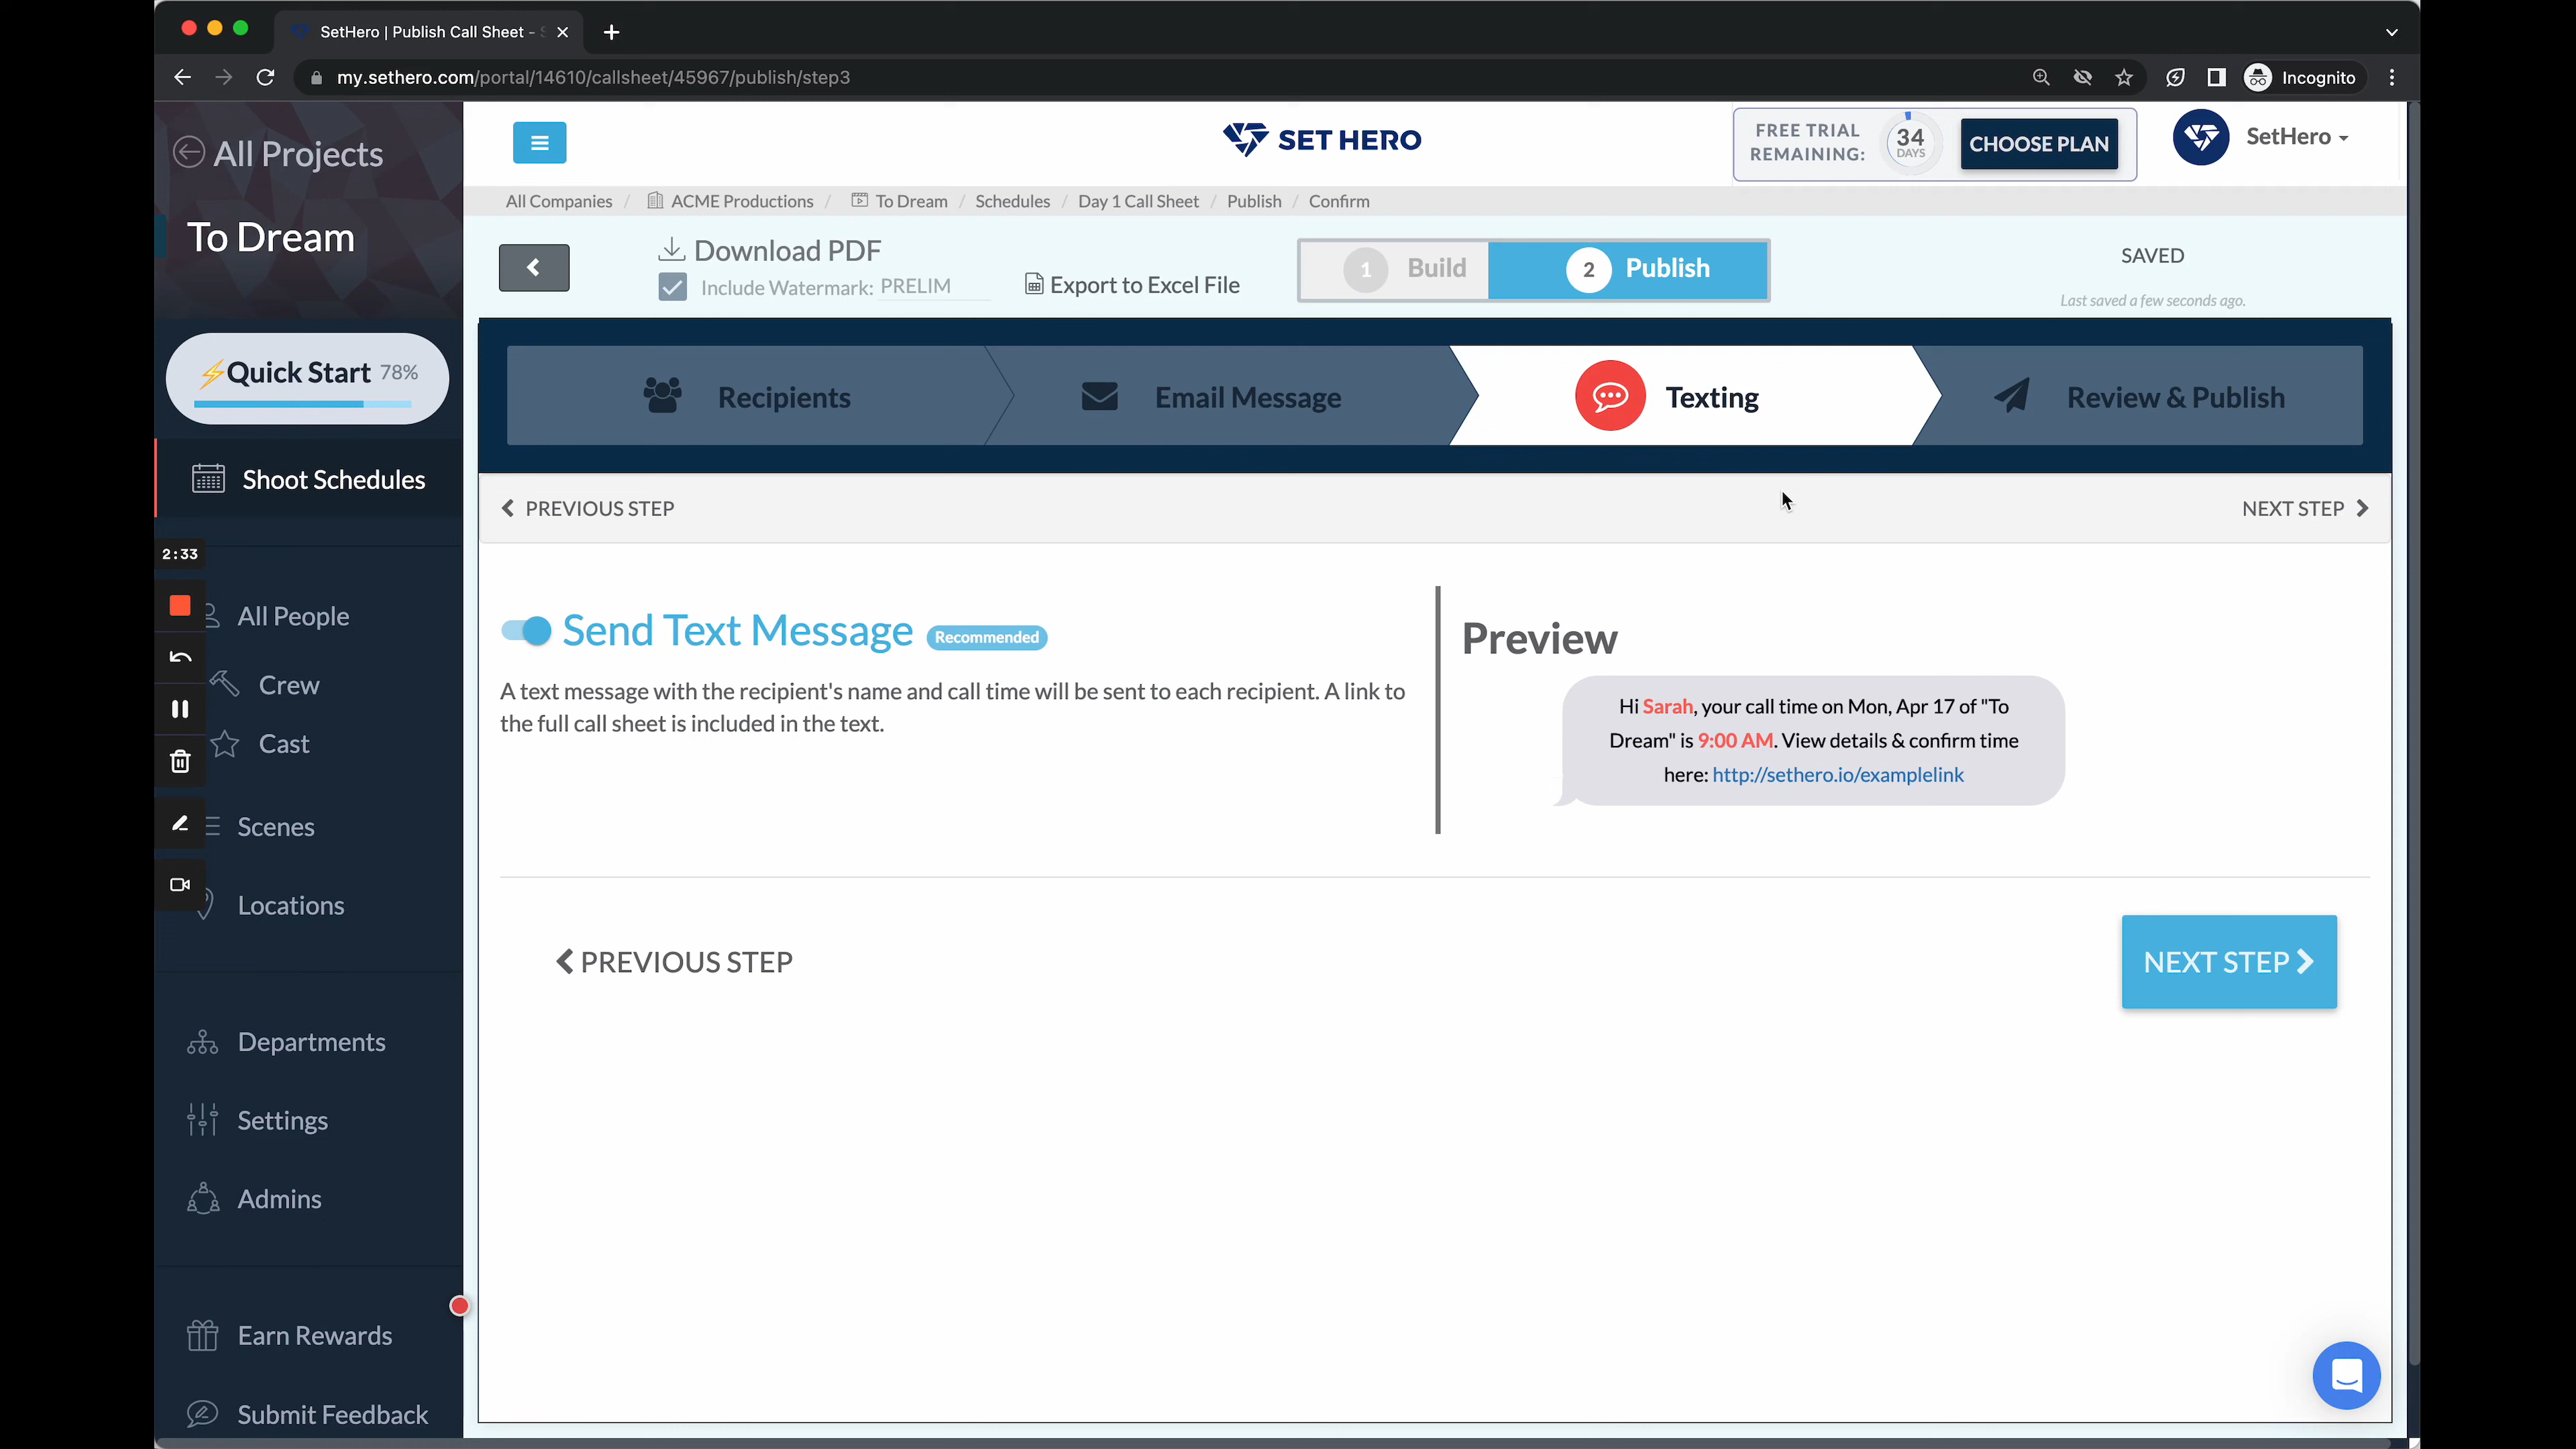 SetHero | Publish Call Sheet - S
my.sethero.com/portal/14610/callsheet/45967/publish/step3
Incognito
All Projects
To Dream
⚡Quick Start 78%
Shoot Schedules
2:33
All People
Crew
Cast
Scenes
Locations
Departments
Settings
Admins
Earn Rewards
Submit Feedback
SET HERO
FREE TRIAL
REMAINING:
34
DAYS
CHOOSE PLAN
SetHero
All Companies / ACME Productions / To Dream / Schedules / Day 1 Call Sheet / Publish / Confirm
Download PDF
Include Watermark: PRELIM
Export to Excel File
1 Build
2 Publish
SAVED
Last saved a few seconds ago.
Recipients
Email Message
Texting
Review & Publish
PREVIOUS STEP
NEXT STEP
Send Text Message Recommended
A text message with the recipient's name and call time will be sent to each recipient. A link to
the full call sheet is included in the text.
Preview
Hi Sarah, your call time on Mon, Apr 17 of "To
Dream" is 9:00 AM. View details & confirm time
here: http://sethero.io/examplelink
PREVIOUS STEP
NEXT STEP